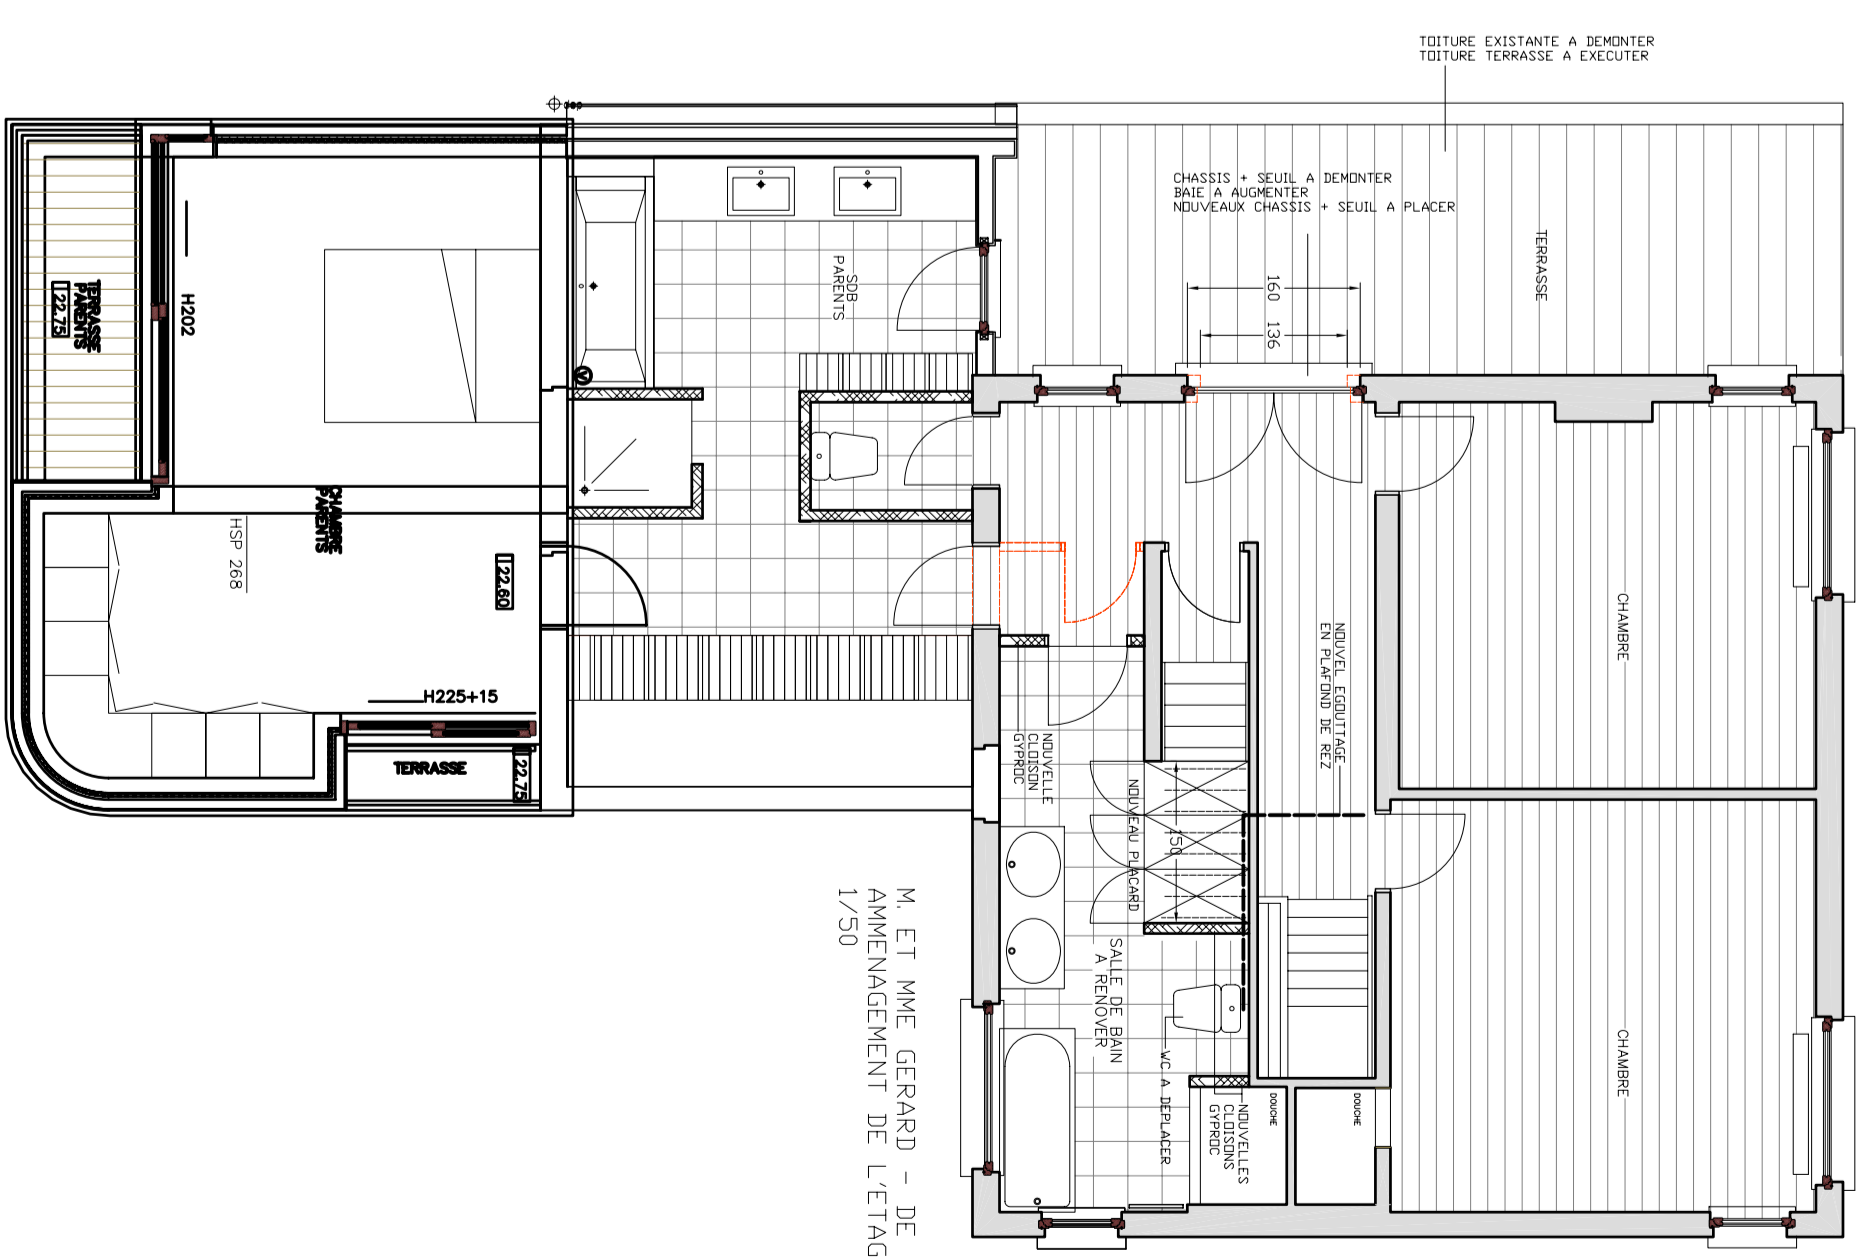 TOITURE EXISTANTE A DEMONTER
TOITURE TERRASSE A EXECUTER
CHASSIS + SEUIL A DEMONTER
BAIE A AUGMENTER
NOUVEAUX CHASSIS + SEUIL A PLACER
TERRASSE
160
136
SDB
PARENTS
TERRASSE
PARENTS
22.75
H202
CHAMBRE
PARENTS
HSP 268
22.60
H225+15
TERRASSE
22.75
V
CHAMBRE
NOUVEL EGOUTTAGE
EN PLAFOND DE REZ
NOUVELLE
CLOISON
GYPROC
NOUVEAU PLACARD
150
SALLE DE BAIN
A RENOVER
WC A DEPLACER
NOUVELLES
CLOISONS
GYPROC
DOUCHE
DOUCHE
CHAMBRE
M. ET MME GERARD - DE
AMMENAGEMENT DE L'ETAG
1/50